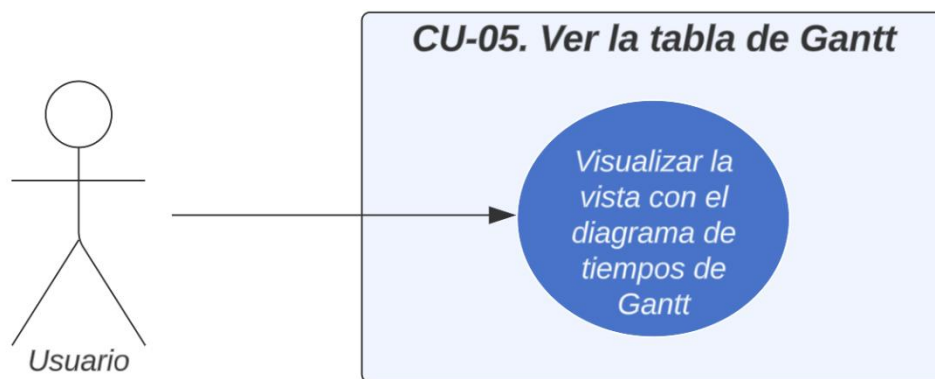 CU-05. Ver la tabla de Gantt
Visualizar la
vista con el
diagrama de
tiempos de
Gantt
Usuario